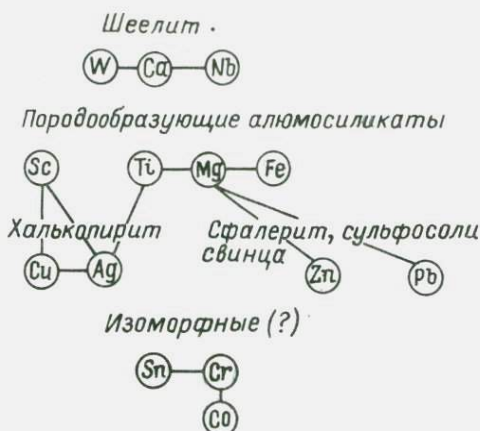 Шеелит .
W Ca Nb
Породообразующие алюмосиликаты
Sc Ti Mg Fe
Халькопирит Сфалерит, сульфосоли
свинца
Cu Ag Zn Pb
Изоморфные (?)
Sn Cr
Co